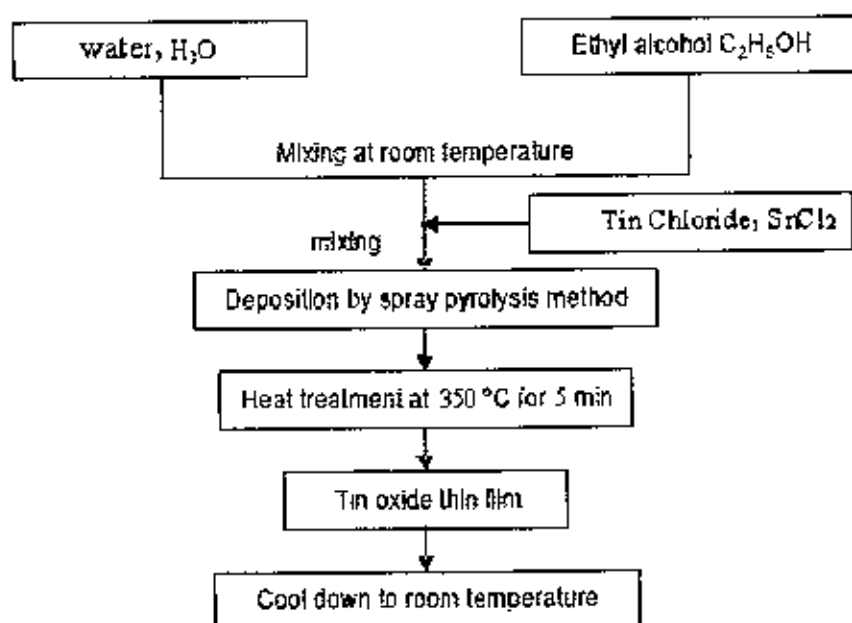 water, H₂O
Ethyl alcohol C₂H₅OH
Mixing at room temperature
Tin Chloride, SnCl₂
mixing
Deposition by spray pyrolysis method
Heat treatment at 350 °C for 5 min
Tin oxide thin film
Cool down to room temperature